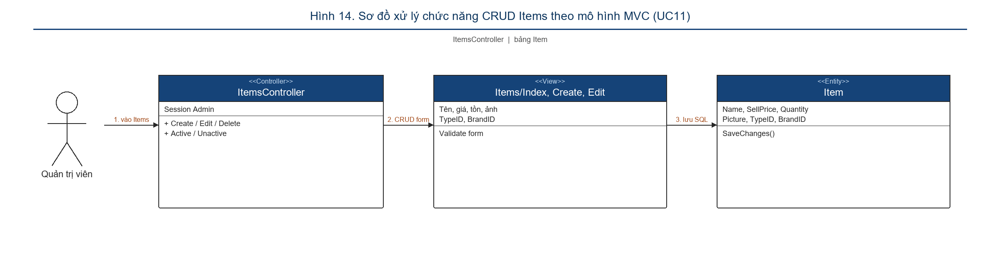 Hình 14. Sơ đồ xử lý chức năng CRUD Items theo mô hình MVC (UC11)
ItemsController | bảng Item
Quản trị viên
1. vào Items
<<Controller>>
ItemsController
Session Admin
+ Create / Edit / Delete
+ Active / Unactive
2. CRUD form
<<View>>
Items/Index, Create, Edit
Tên, giá, tồn, ảnh
TypeID, BrandID
Validate form
3. lưu SQL
<<Entity>>
Item
Name, SellPrice, Quantity
Picture, TypeID, BrandID
SaveChanges()